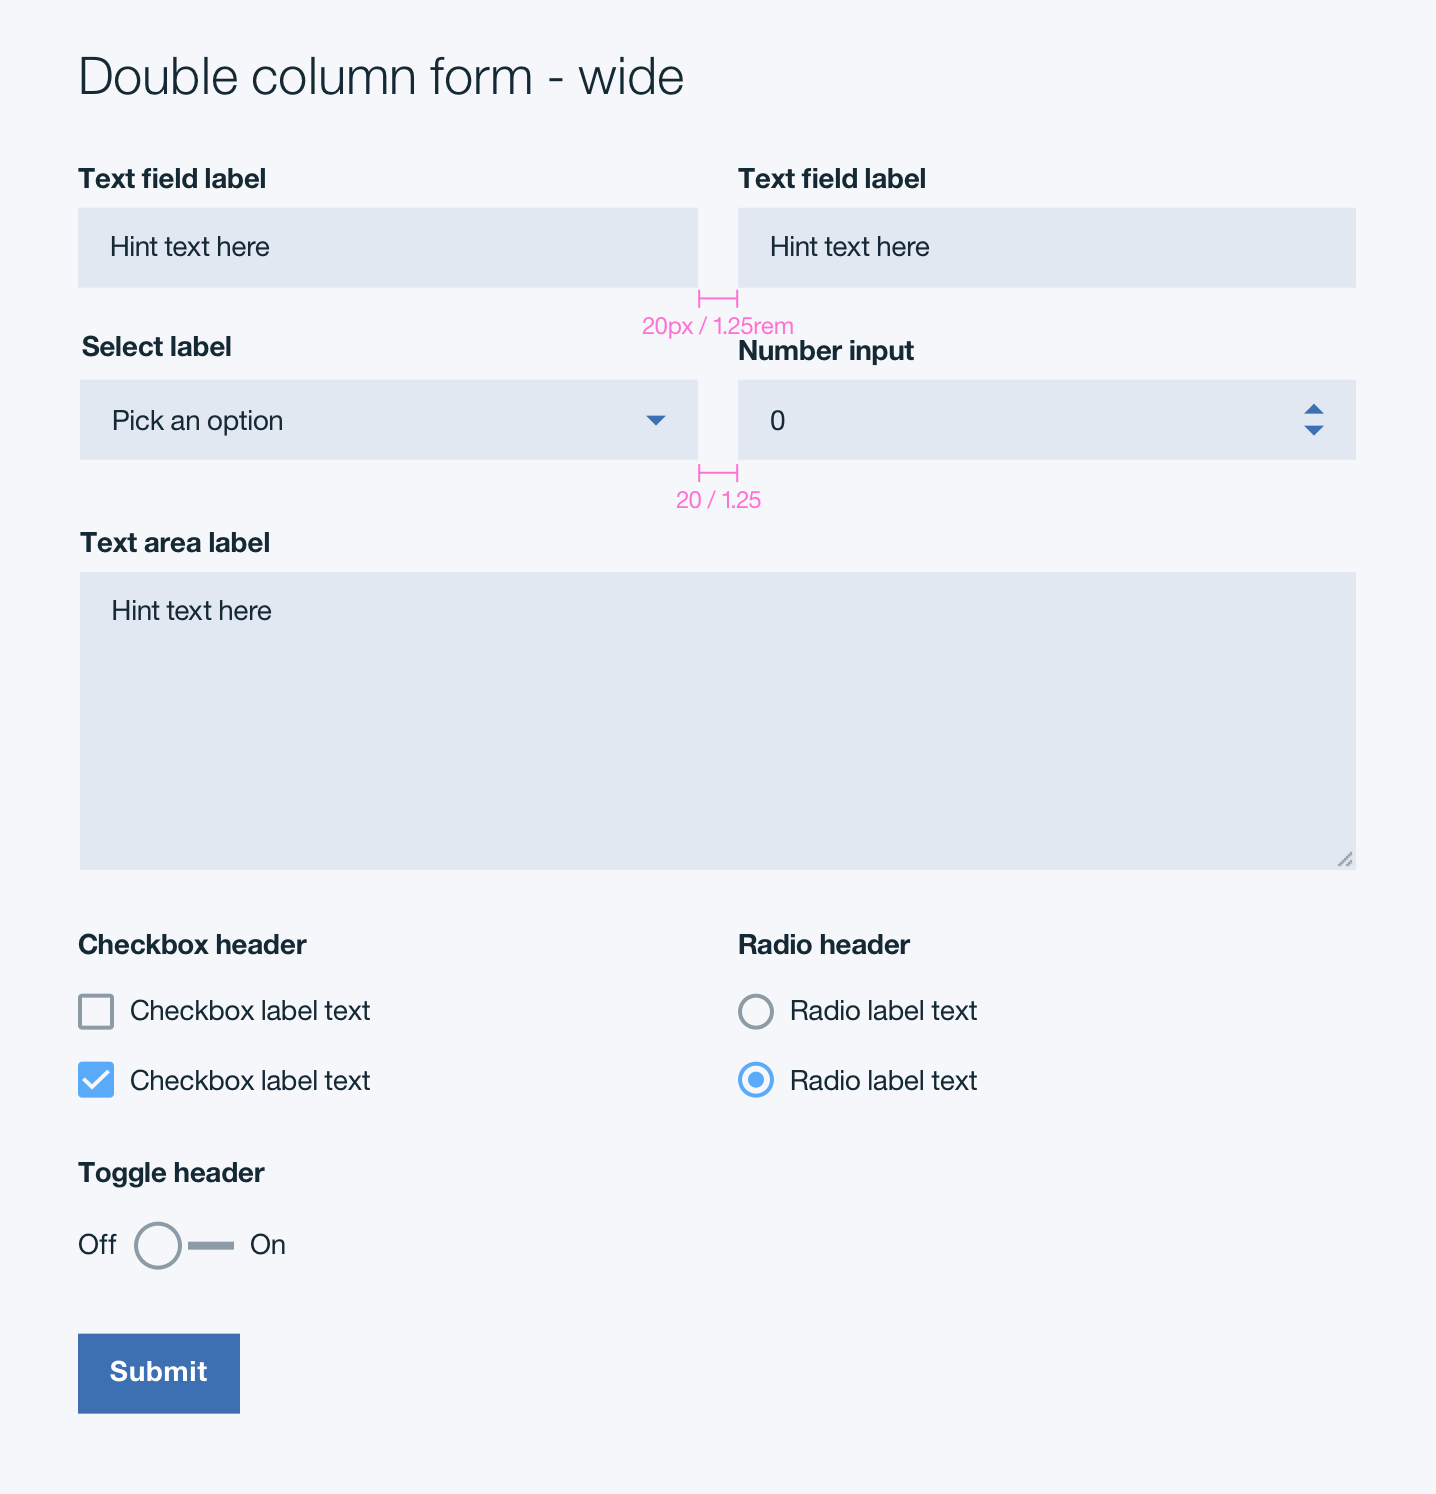 Double column form - wide
Text field label
Text field label
Hint text here
Hint text here
20px / 1.25rem
Select label
Number input
Pick an option
0
20 / 1.25
Text area label
Hint text here
Checkbox header
Radio header
Checkbox label text
Radio label text
Checkbox label text
Radio label text
Toggle header
Off
On
Submit